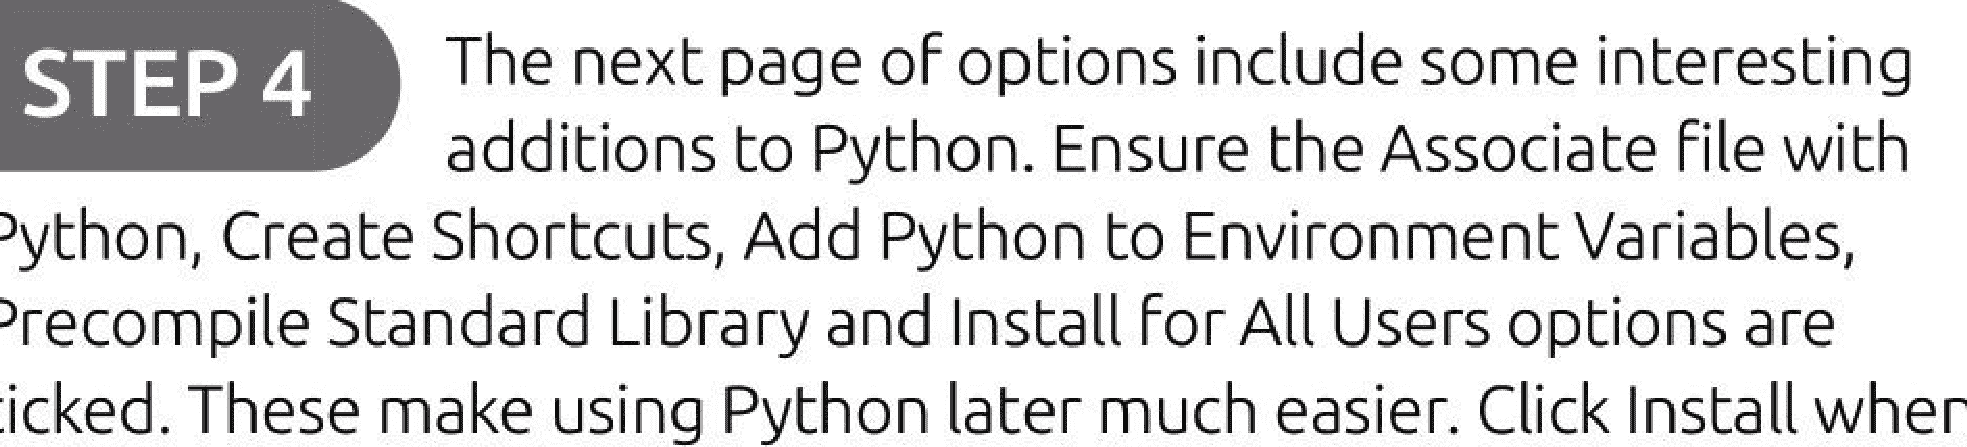 STEP 4
The next page of options include some interesting
additions to Python. Ensure the Associate file with
Python, Create Shortcuts, Add Python to Environment Variables,
Precompile Standard Library and Install for All Users options are
ticked. These make using Python later much easier. Click Install when